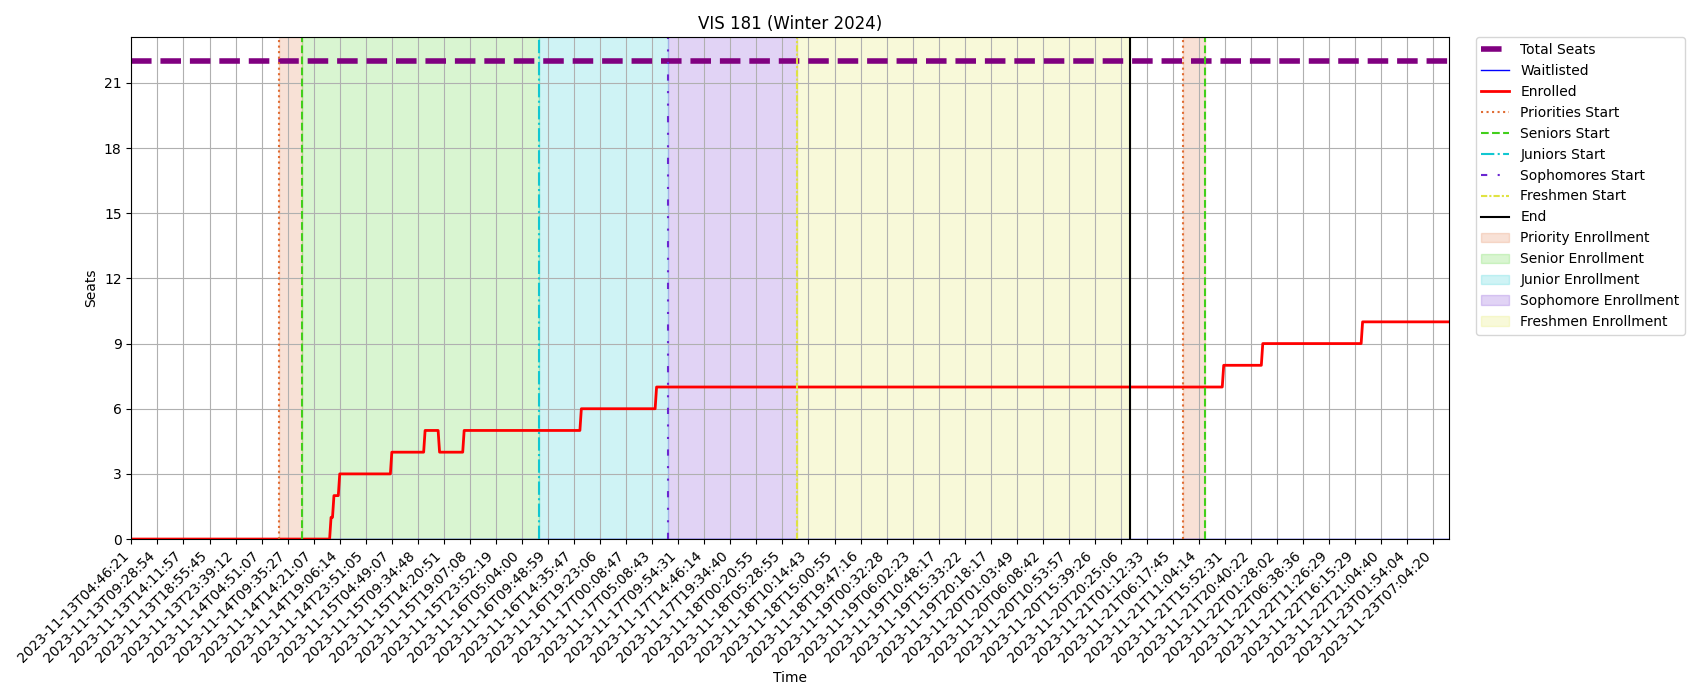 VIS 181 (Winter 2024)
Total Seats
Waitlisted
Enrolled
Priorities Start
Seniors Start
Juniors Start
Sophomores Start
Freshmen Start
End
Priority Enrollment
Senior Enrollment
Junior Enrollment
Sophomore Enrollment
Freshmen Enrollment
Seats
21
18
15
12
9
6
3
0
2023-11-13T04:46:21
2023-11-13T09:28:54
2023-11-13T14:11:57
2023-11-13T18:55:45
2023-11-13T23:39:12
2023-11-14T04:51:07
2023-11-14T09:35:27
2023-11-14T14:21:07
2023-11-14T19:06:14
2023-11-14T23:51:05
2023-11-15T04:49:07
2023-11-15T09:34:48
2023-11-15T14:20:51
2023-11-15T19:07:08
2023-11-15T23:52:19
2023-11-16T05:04:00
2023-11-16T09:48:59
2023-11-16T14:35:47
2023-11-16T19:23:06
2023-11-17T00:08:47
2023-11-17T05:08:43
2023-11-17T09:54:31
2023-11-17T14:46:14
2023-11-17T19:34:40
2023-11-18T00:20:55
2023-11-18T05:28:55
2023-11-18T10:14:43
2023-11-18T15:00:55
2023-11-18T19:47:16
2023-11-19T00:32:28
2023-11-19T06:02:23
2023-11-19T10:48:17
2023-11-19T15:33:22
2023-11-19T20:18:17
2023-11-20T01:03:49
2023-11-20T06:08:42
2023-11-20T10:53:57
2023-11-20T15:39:26
2023-11-20T20:25:06
2023-11-21T01:12:33
2023-11-21T06:17:45
2023-11-21T11:04:14
2023-11-21T15:52:31
2023-11-21T20:40:22
2023-11-22T01:28:02
2023-11-22T06:38:36
2023-11-22T11:26:29
2023-11-22T16:15:29
2023-11-22T21:04:40
2023-11-23T01:54:04
2023-11-23T07:04:20
Time